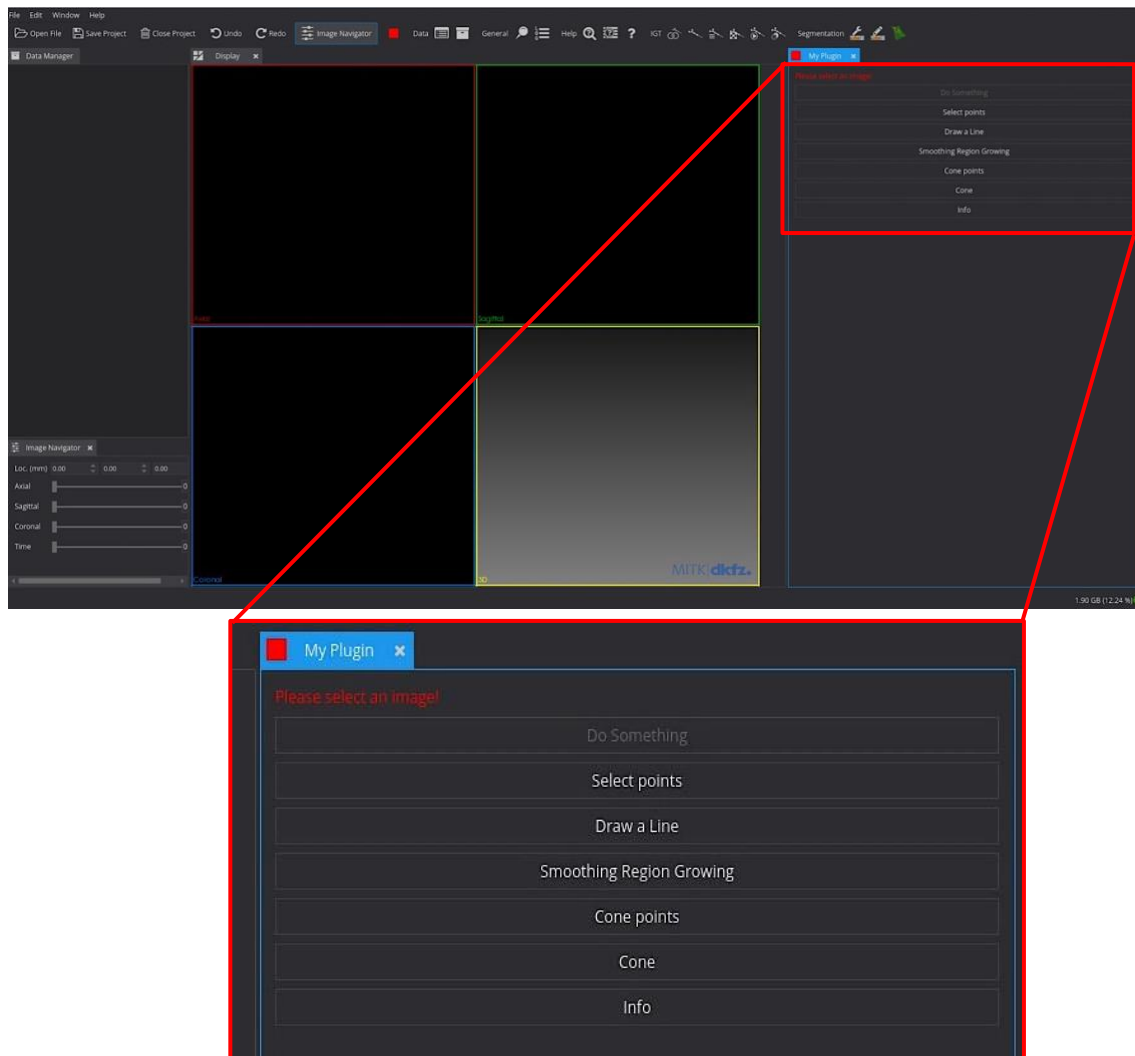 File Edit Window Help
Open File Save Project Close Project Undo Redo Image Navigator Data General Help ? IGT Segmentation
Data Manager
Display
My Plugin
Please select an image!
Do Something
Select points
Draw a Line
Smoothing Region Growing
Cone points
Cone
Info
Axial
Sagittal
Image Navigator
Loc. (mm) 0.00 0.00 0.00
Axial 0
Sagittal 0
Coronal 0
Time 0
Coronal
3D
MITK dkfz.
1.90 GB (12.24 %)
My Plugin
Please select an image!
Do Something
Select points
Draw a Line
Smoothing Region Growing
Cone points
Cone
Info